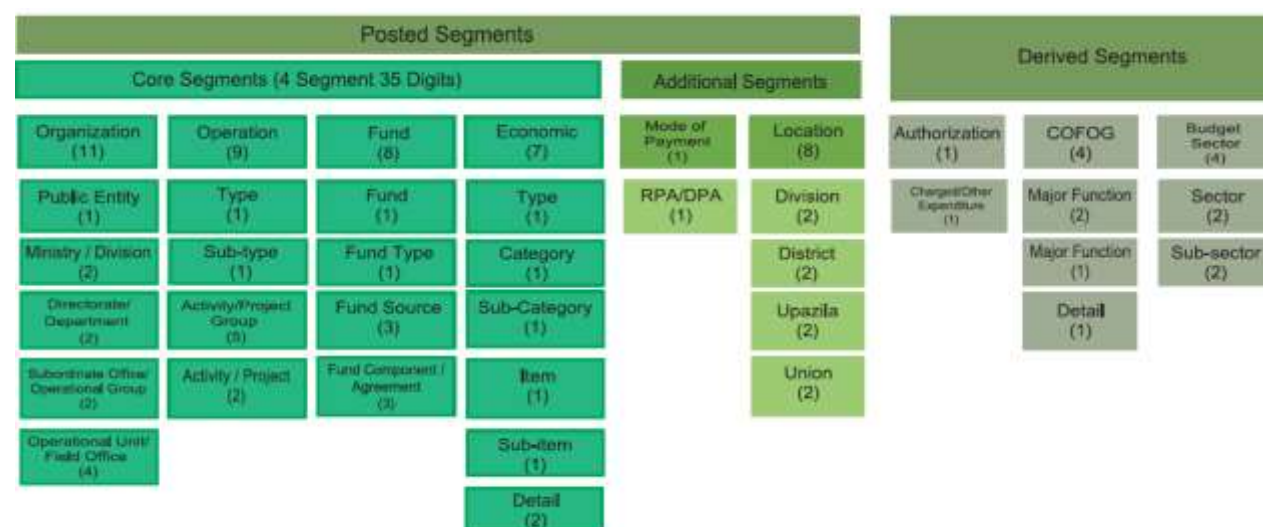 Posted Segments
Derived Segments
Core Segments (4 Segment 35 Digits)
Additional Segments
Organization
(11)
Operation
(9)
Fund
(8)
Economic
(7)
Mode of
Payment
(1)
Location
(8)
Authorization
(1)
COFOG
(4)
Budget
Sector
(4)
Public Entity
(1)
Type
(1)
Fund
(1)
Type
(1)
RPA/DPA
(1)
Division
(2)
Charged/Other
Expenditure
(1)
Major Function
(2)
Sector
(2)
Ministry / Division
(2)
Sub-type
(1)
Fund Type
(1)
Category
(1)
District
(2)
Major Function
(1)
Sub-sector
(2)
Directorate/
Department
(2)
Activity/Project
Group
(5)
Fund Source
(3)
Sub-Category
(1)
Upazila
(2)
Detail
(1)
Subordinate Office/
Operational Group
(2)
Activity / Project
(2)
Fund Component /
Agreement
(3)
Item
(1)
Union
(2)
Operational Unit/
Field Office
(4)
Sub-item
(1)
Detail
(2)